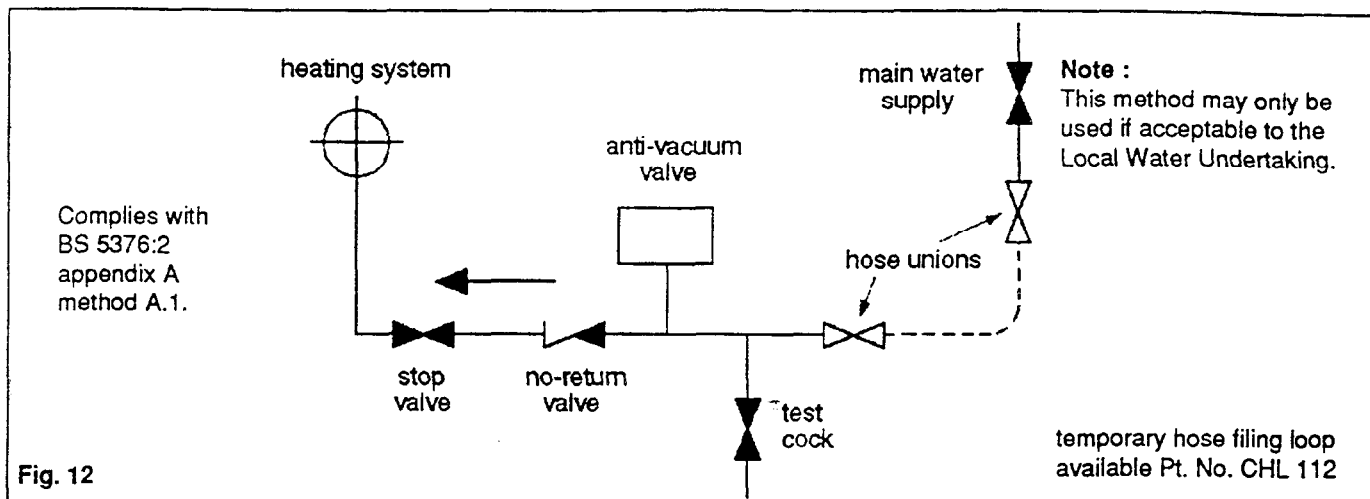 heating system
main water
supply
Note :
This method may only be
used if acceptable to the
Local Water Undertaking.
anti-vacuum
valve
Complies with
BS 5376:2
appendix A
method A.1.
hose unions
stop
valve
no-return
valve
test
cock
temporary hose filing loop
available Pt. No. CHL 112
Fig. 12